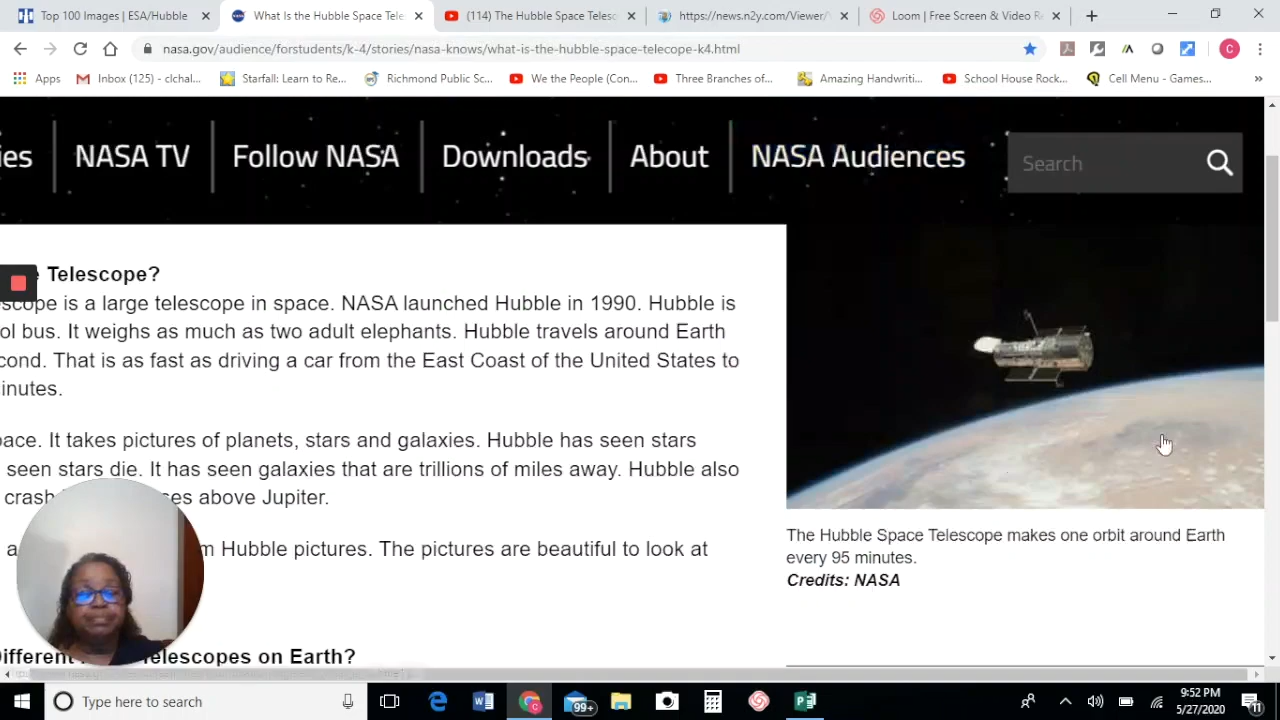 Top 100 Images | ESA/Hubble
What Is the Hubble Space Tele
(114) The Hubble Space Telesc
https://news.n2y.com/Viewer/
Loom | Free Screen & Video Re
nasa.gov/audience/forstudents/k-4/stories/nasa-knows/what-is-the-hubble-space-telecope-k4.html
C
Apps
Inbox (125) - clchal...
Starfall: Learn to Re...
Richmond Public Sc...
We the People (Con...
Three Branches of...
Amazing Handwriti...
School House Rock...
Cell Menu - Games...
»
ies
NASA TV
Follow NASA
Downloads
About
NASA Audiences
Search
e Telescope?
escope is a large telescope in space. NASA launched Hubble in 1990. Hubble is
ol bus. It weighs as much as two adult elephants. Hubble travels around Earth
cond. That is as fast as driving a car from the East Coast of the United States to
inutes.
pace. It takes pictures of planets, stars and galaxies. Hubble has seen stars
seen stars die. It has seen galaxies that are trillions of miles away. Hubble also
crash ses above Jupiter.
a m Hubble pictures. The pictures are beautiful to look at
Different elescopes on Earth?
The Hubble Space Telescope makes one orbit around Earth
every 95 minutes.
Credits: NASA
Type here to search
99+
9:52 PM
5/27/2020
11